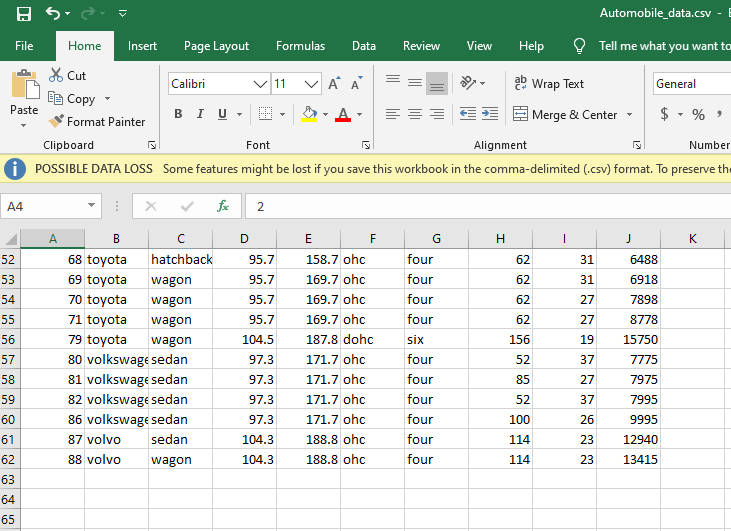 Automobile_data.csv -
File Home Insert Page Layout Formulas Data Review View Help Tell me what you want to
Paste
Cut
Copy
Format Painter
Calibri 11
B I U
Wrap Text
Merge & Center
General
$ % ,
Clipboard Font Alignment Number
POSSIBLE DATA LOSS Some features might be lost if you save this workbook in the comma-delimited (.csv) format. To preserve the
A4 fx 2
A B C D E F G H I J K
52 68 toyota hatchback 95.7 158.7 ohc four 62 31 6488
53 69 toyota wagon 95.7 169.7 ohc four 62 31 6918
54 70 toyota wagon 95.7 169.7 ohc four 62 27 7898
55 71 toyota wagon 95.7 169.7 ohc four 62 27 8778
56 79 toyota wagon 104.5 187.8 dohc six 156 19 15750
57 80 volkswage sedan 97.3 171.7 ohc four 52 37 7775
58 81 volkswage sedan 97.3 171.7 ohc four 85 27 7975
59 82 volkswage sedan 97.3 171.7 ohc four 52 37 7995
60 86 volkswage sedan 97.3 171.7 ohc four 100 26 9995
61 87 volvo sedan 104.3 188.8 ohc four 114 23 12940
62 88 volvo wagon 104.3 188.8 ohc four 114 23 13415
63
64
65